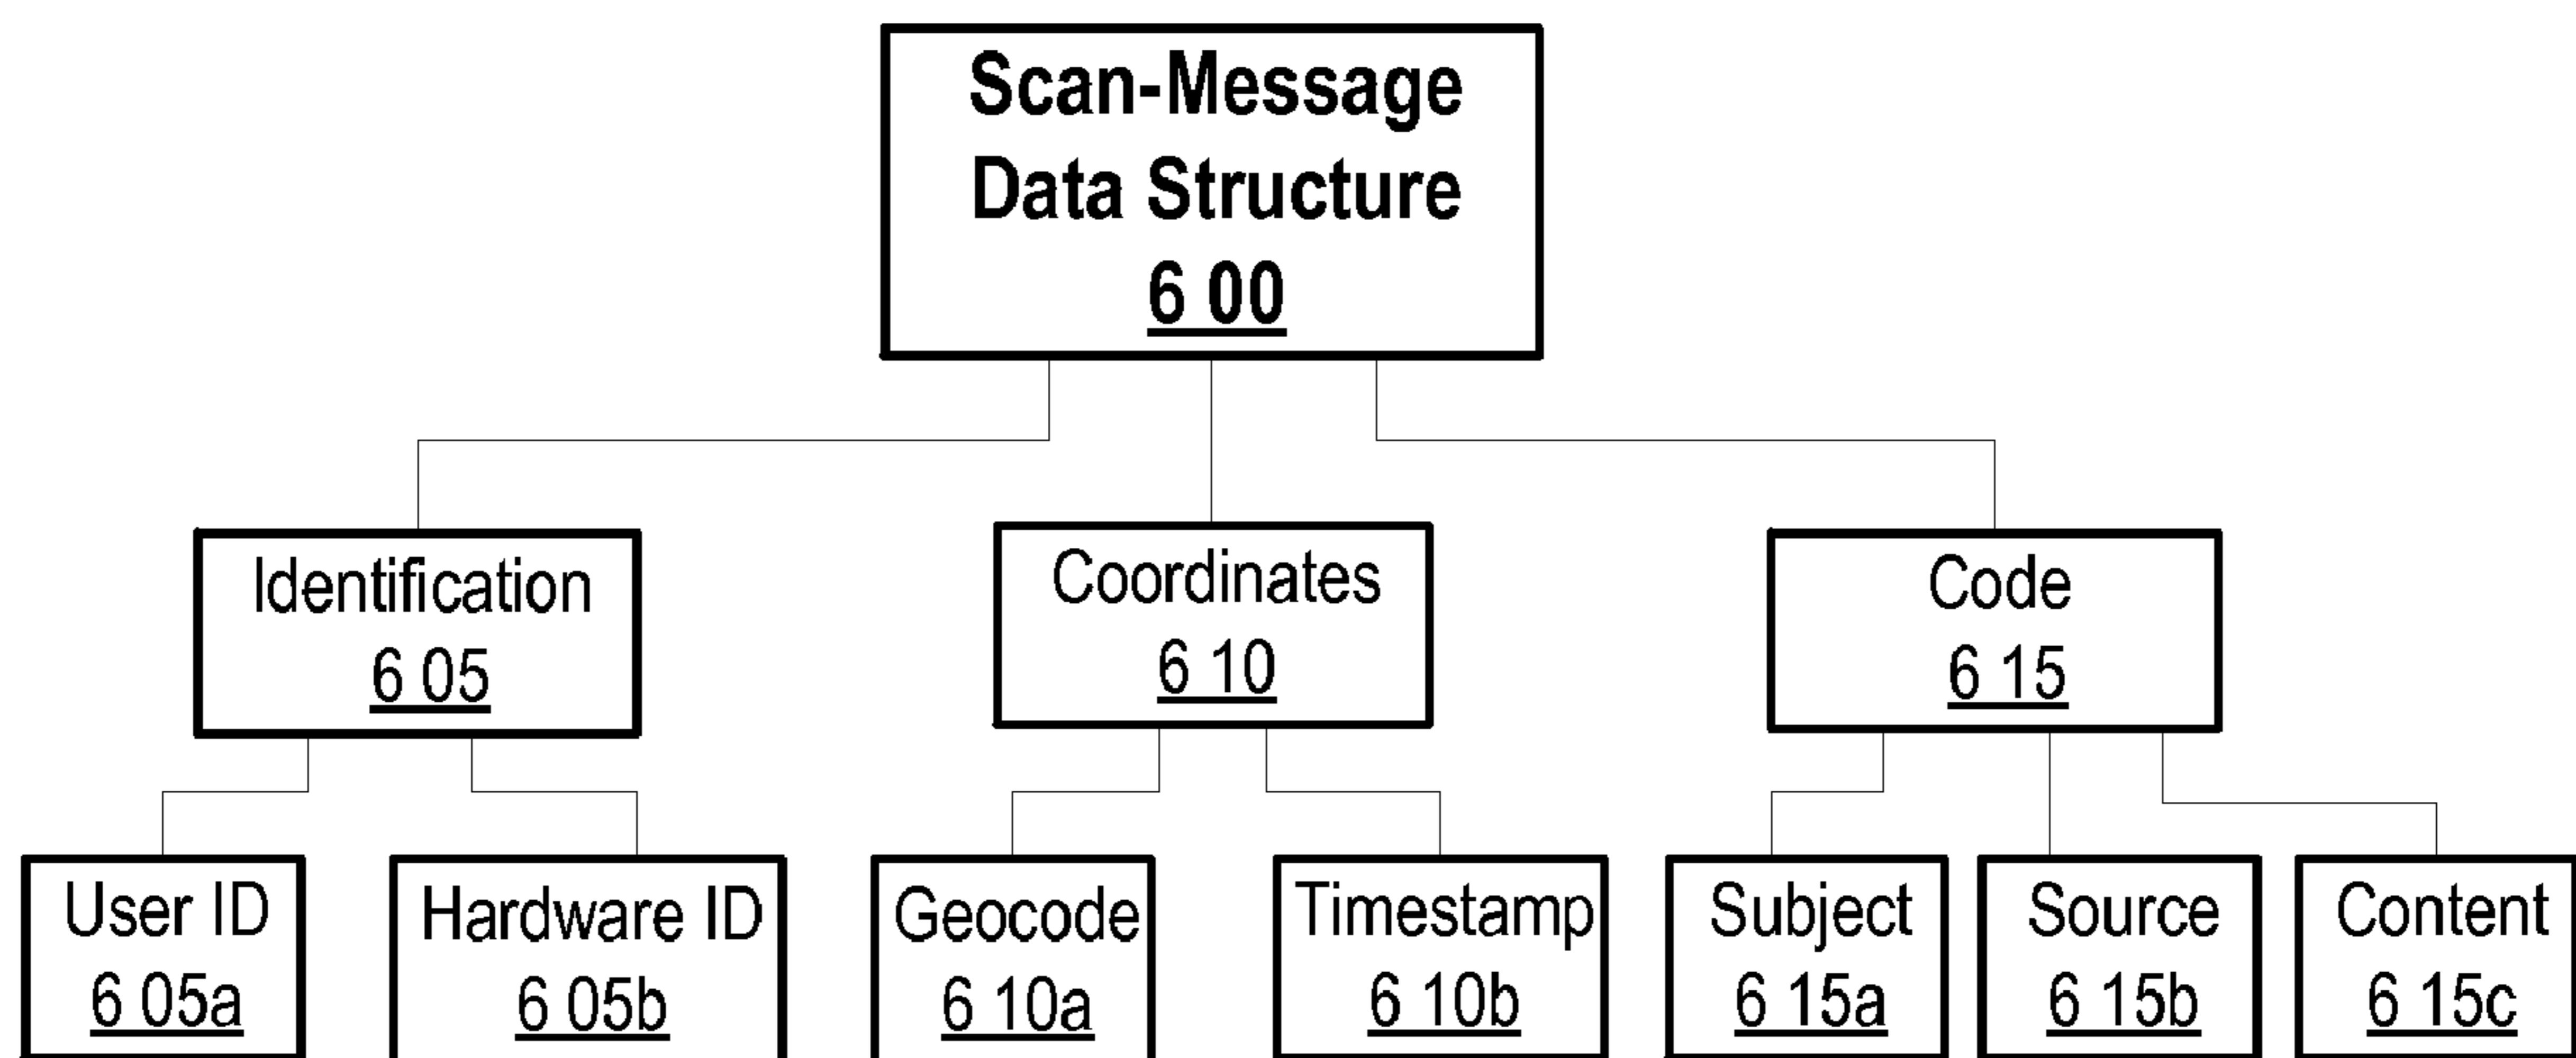 Scan-Message
Data Structure
6 00
Identification
6 05
Coordinates
6 10
Code
6 15
User ID
6 05a
Hardware ID
6 05b
Geocode
6 10a
Timestamp
6 10b
Subject
6 15a
Source
6 15b
Content
6 15c